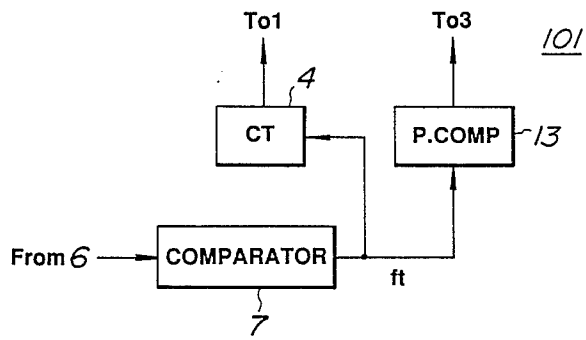 To1
To3
101
4
CT
P.COMP
13
From 6
COMPARATOR
ft
7